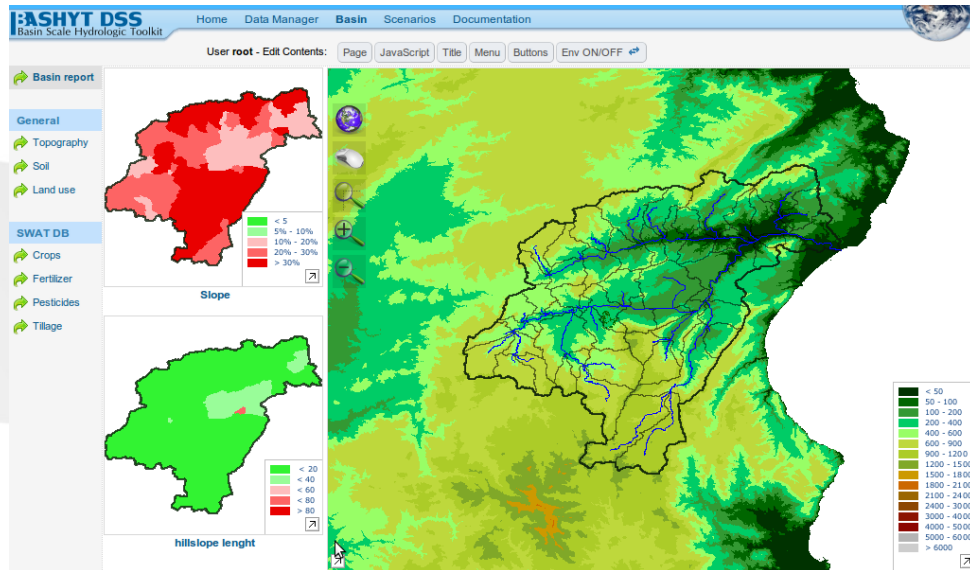 BASHYT DSS
Basin Scale Hydrologic Toolkit
Home Data Manager Basin Scenarios Documentation
User root - Edit Contents: Page JavaScript Title Menu Buttons Env ON/OFF
Basin report
General
Topography
Soil
Land use
SWAT DB
Crops
Fertilizer
Pesticides
Tillage
< 5
5% - 10%
10% - 20%
20% - 30%
> 30%
Slope
< 20
< 40
< 60
< 80
> 80
hillslope lenght
< 50
50 - 100
100 - 200
200 - 400
400 - 600
600 - 900
900 - 1200
1200 - 1500
1500 - 1800
1800 - 2100
2100 - 2400
2400 - 3000
3000 - 4000
4000 - 5000
5000 - 6000
> 6000